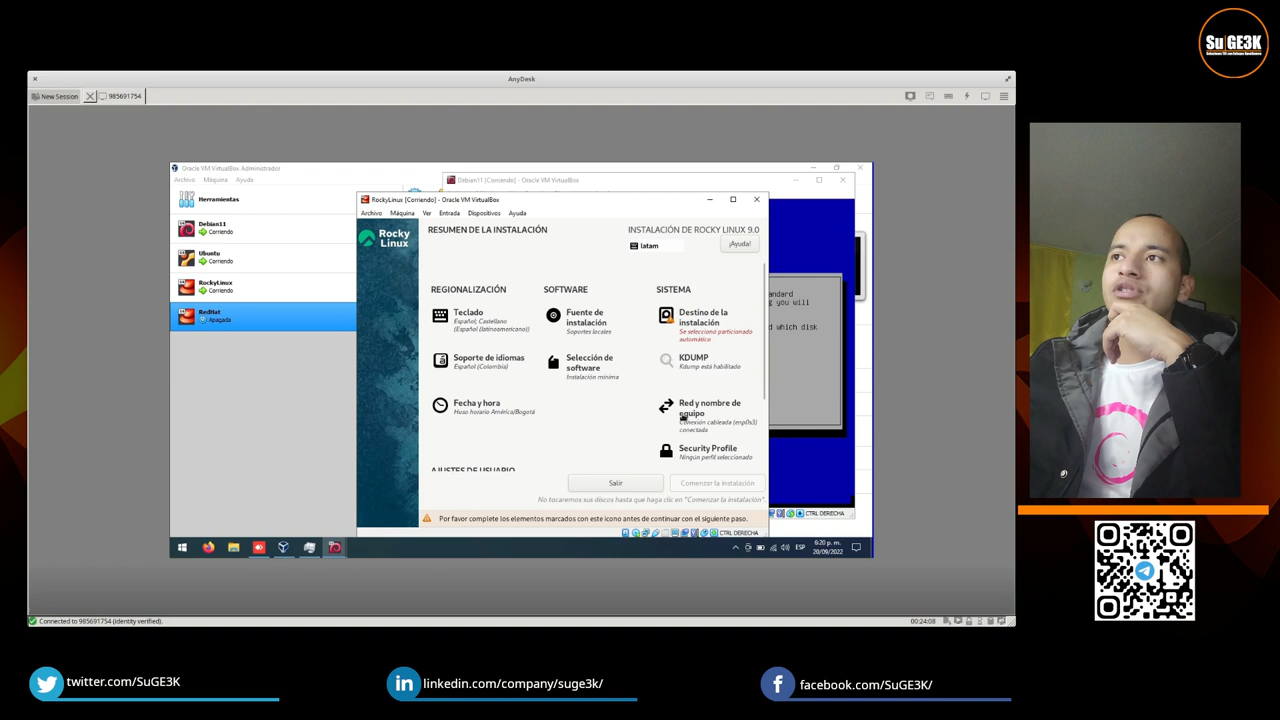 SuGE3K
AnyDesk
New Session
985691754
Oracle VM VirtualBox Administrador
Archivo Máquina Ayuda
Herramientas
Debian11
Corriendo
Ubuntu
Corriendo
RockyLinux
Corriendo
RedHat
Apagada
Debian11 [Corriendo] - Oracle VM VirtualBox
RockyLinux [Corriendo] - Oracle VM VirtualBox
Archivo Máquina Ver Entrada Dispositivos Ayuda
Rocky
Linux
RESUMEN DE LA INSTALACIÓN
INSTALACIÓN DE ROCKY LINUX 9.0
latam
¡Ayuda!
REGIONALIZACIÓN
Teclado
Español; Castellano
(Español (latinoamericano))
Soporte de idiomas
Español (Colombia)
Fecha y hora
Huso horario América/Bogotá
SOFTWARE
Fuente de
instalación
Soportes locales
Selección de
software
Instalación mínima
SISTEMA
Destino de la
instalación
Se seleccionó particionado
automático
KDUMP
Kdump está habilitado
Red y nombre de
equipo
Conexión cableada (enp0s3)
conectada
Security Profile
Ningún perfil seleccionado
AJUSTES DE USUARIO
Salir
Comenzar la instalación
No tocaremos sus discos hasta que haga clic en "Comenzar la instalación".
Por favor complete los elementos marcados con este icono antes de continuar con el siguiente paso.
CTRL DERECHA
andard
g you will
d which disk
CTRL DERECHA
ESP
6:20 p. m.
20/09/2022
Connected to 985691754 (identity verified).
00:24:08
twitter.com/SuGE3K
linkedin.com/company/suge3k/
facebook.com/SuGE3K/